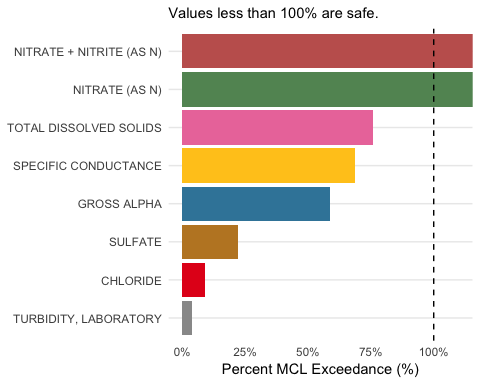 Values less than 100% are safe.
NITRATE + NITRITE (AS N)
NITRATE (AS N)
TOTAL DISSOLVED SOLIDS
SPECIFIC CONDUCTANCE
GROSS ALPHA
SULFATE
CHLORIDE
TURBIDITY, LABORATORY
0% 25% 50% 75% 100%
Percent MCL Exceedance (%)